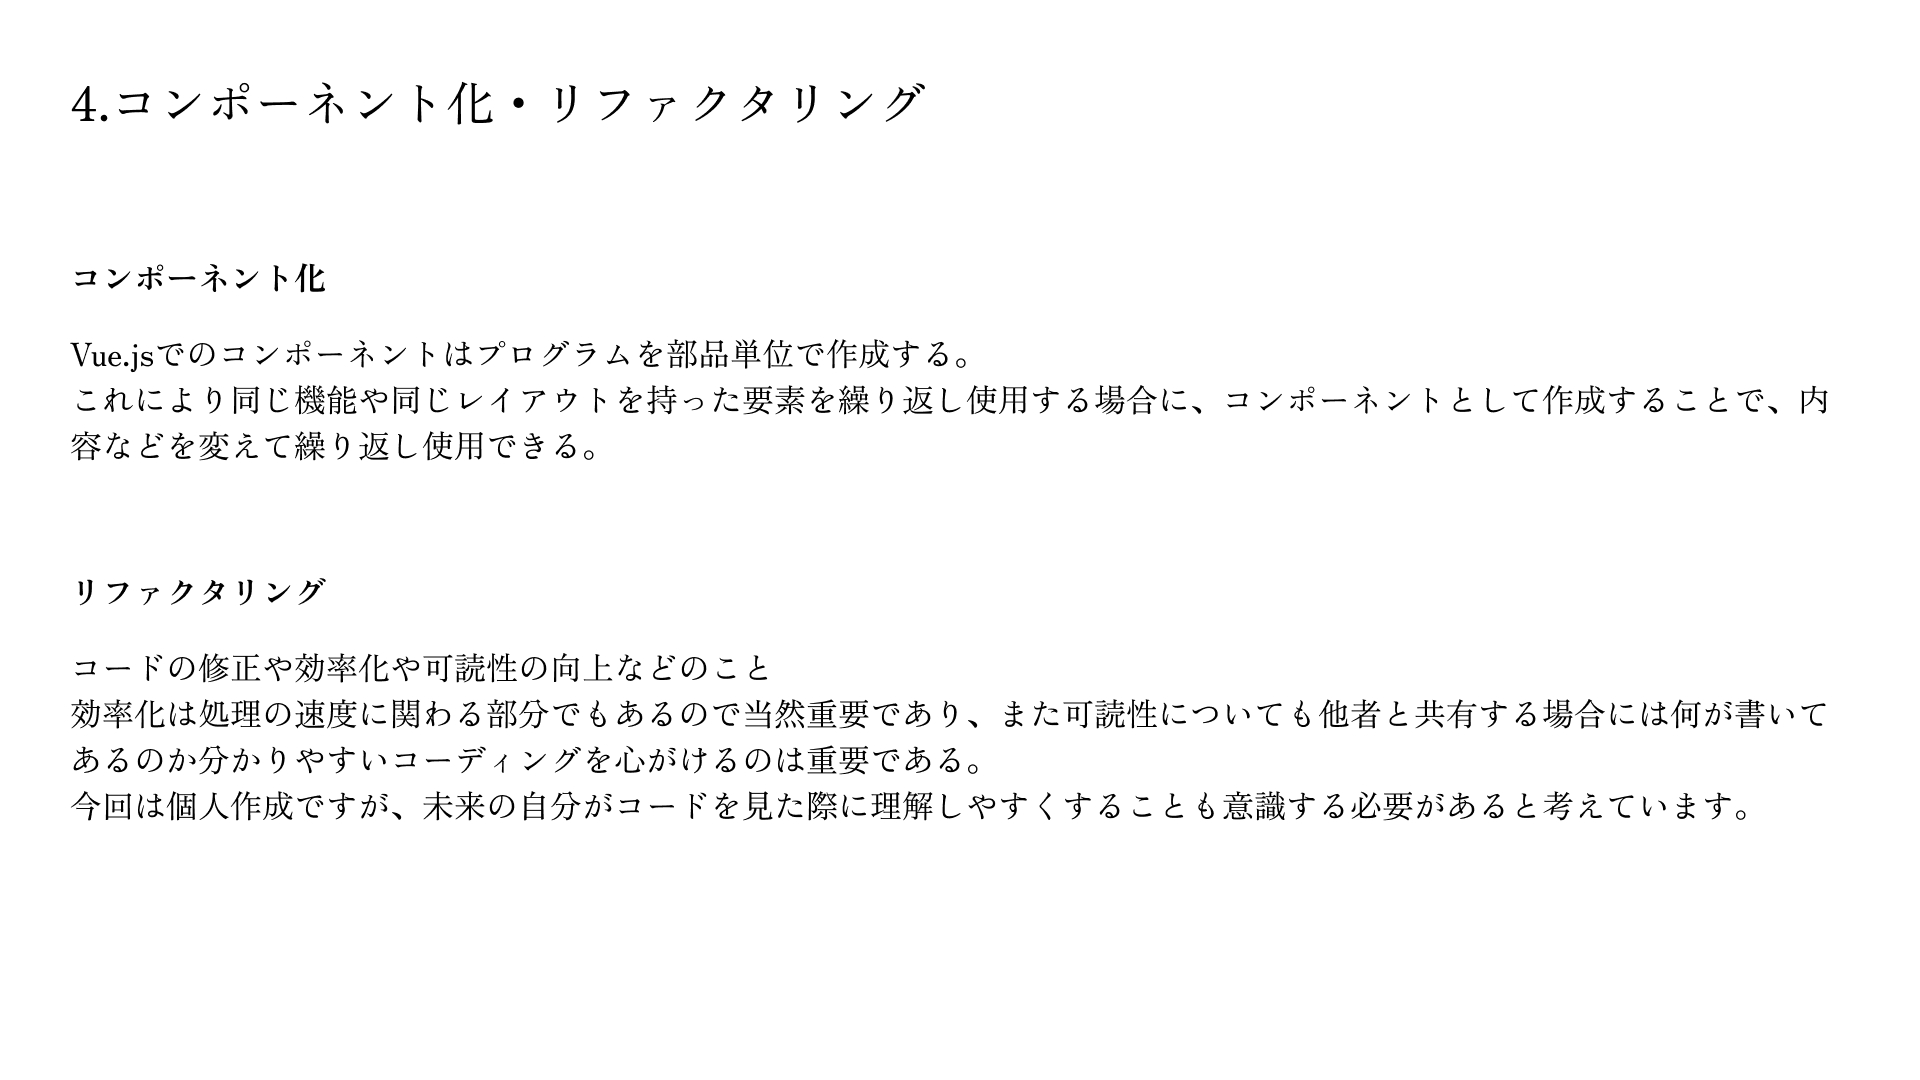 4.コンポーネント化・リファクタリング
コンポーネント化
Vue.jsでのコンポーネントはプログラムを部品単位で作成する。
これにより同じ機能や同じレイアウトを持った要素を繰り返し使用する場合に、コンポーネントとして作成することで、内
容などを変えて繰り返し使用できる。
リファクタリング
コードの修正や効率化や可読性の向上などのこと
効率化は処理の速度に関わる部分でもあるので当然重要であり、また可読性についても他者と共有する場合には何が書いて
あるのか分かりやすいコーディングを心がけるのは重要である。
今回は個人作成ですが、未来の自分がコードを見た際に理解しやすくすることも意識する必要があると考えています。